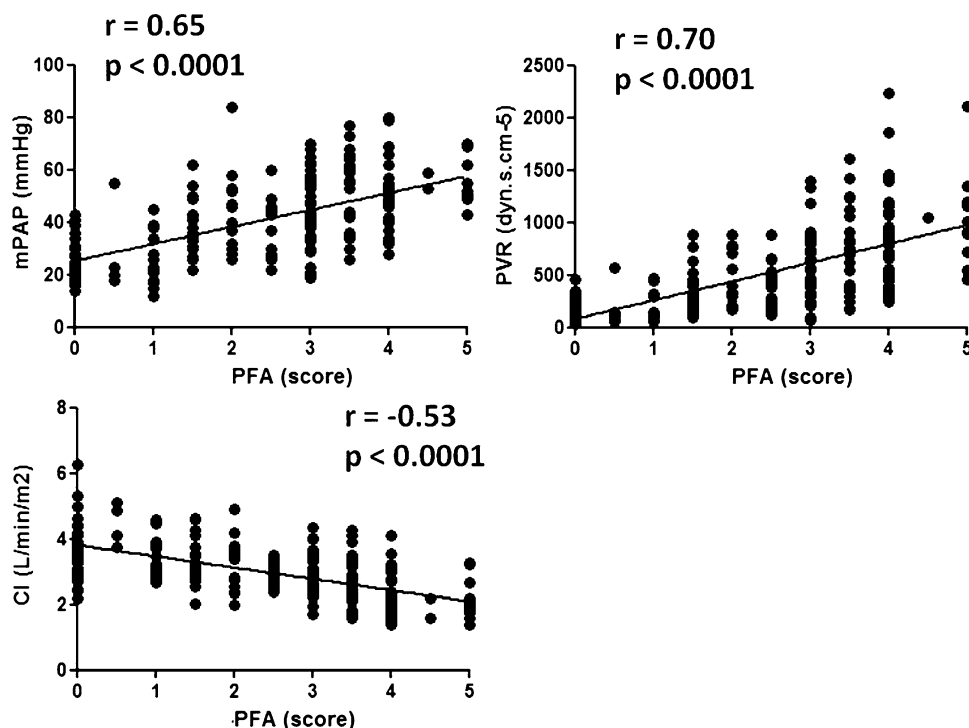 r = 0.65
p < 0.0001
100
80
60
40
20
0
mPAP (mmHg)
0 1 2 3 4 5
PFA (score)
r = 0.70
p < 0.0001
2500
2000
1500
1000
500
0
PVR (dyn.s.cm-5)
0 1 2 3 4 5
PFA (score)
r = -0.53
p < 0.0001
8
6
4
2
0
CI (L/min/m2)
0 1 2 3 4 5
PFA (score)